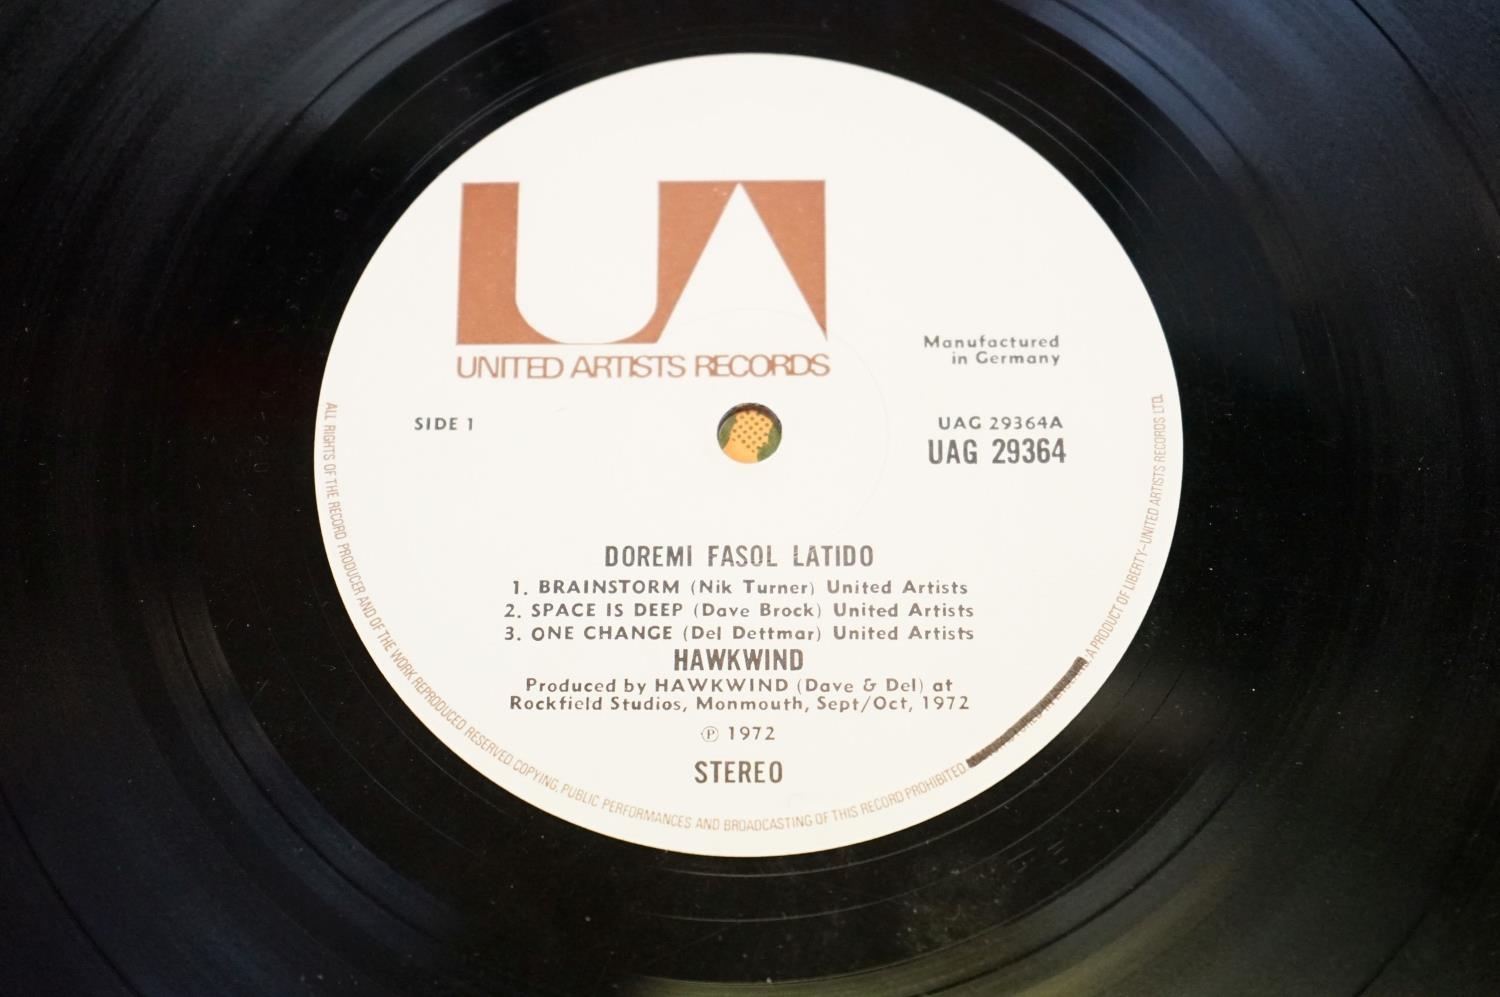 UA
UNITED ARTISTS RECORDS
Manufactured
in Germany
SIDE 1
UAG 29364A
UAG 29364
DOREMI FASOL LATIDO
1. BRAINSTORM (Nik Turner) United Artists
2. SPACE IS DEEP (Dave Brock) United Artists
3. ONE CHANGE (Del Dettmar) United Artists
HAWKWIND
Produced by HAWKWIND (Dave & Del) at
Rockfield Studios, Monmouth, Sept/Oct, 1972
℗ 1972
STEREO
ALL RIGHTS OF THE RECORD PRODUCER AND OF THE WORK REPRODUCED RESERVED. COPYING, PUBLIC PERFORMANCES AND BROADCASTING OF THIS RECORD PROHIBITED. A PRODUCT OF LIBERTY-UNITED ARTISTS RECORDS LTD.